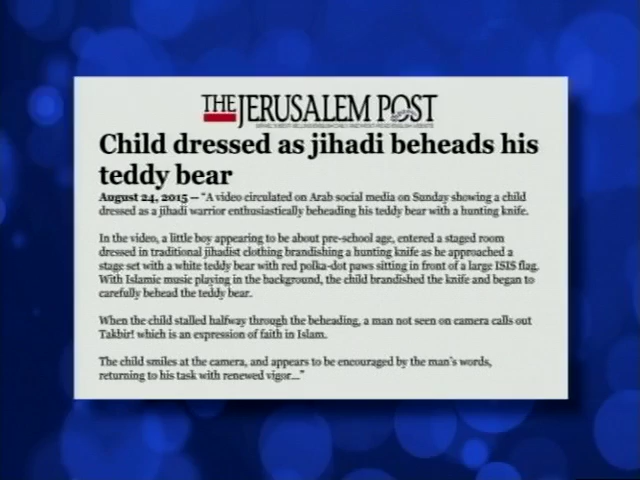 THE JERUSALEM POST
Child dressed as jihadi beheads his
teddy bear
August 24, 2015 — “A video circulated on Arab social media on Sunday showing a child
dressed as a jihadi warrior enthusiastically beheading his teddy bear with a hunting knife.
In the video, a little boy appearing to be about pre-school age, entered a staged room
dressed in traditional jihadist clothing brandishing a hunting knife as he approached a
stage set with a white teddy bear with red polka-dot paws sitting in front of a large ISIS flag.
With Islamic music playing in the background, the child brandished the knife and began to
carefully behead the teddy bear.
When the child stalled halfway through the beheading, a man not seen on camera calls out
Takbir! which is an expression of faith in Islam.
The child smiles at the camera, and appears to be encouraged by the man's words,
returning to his task with renewed vigor...”